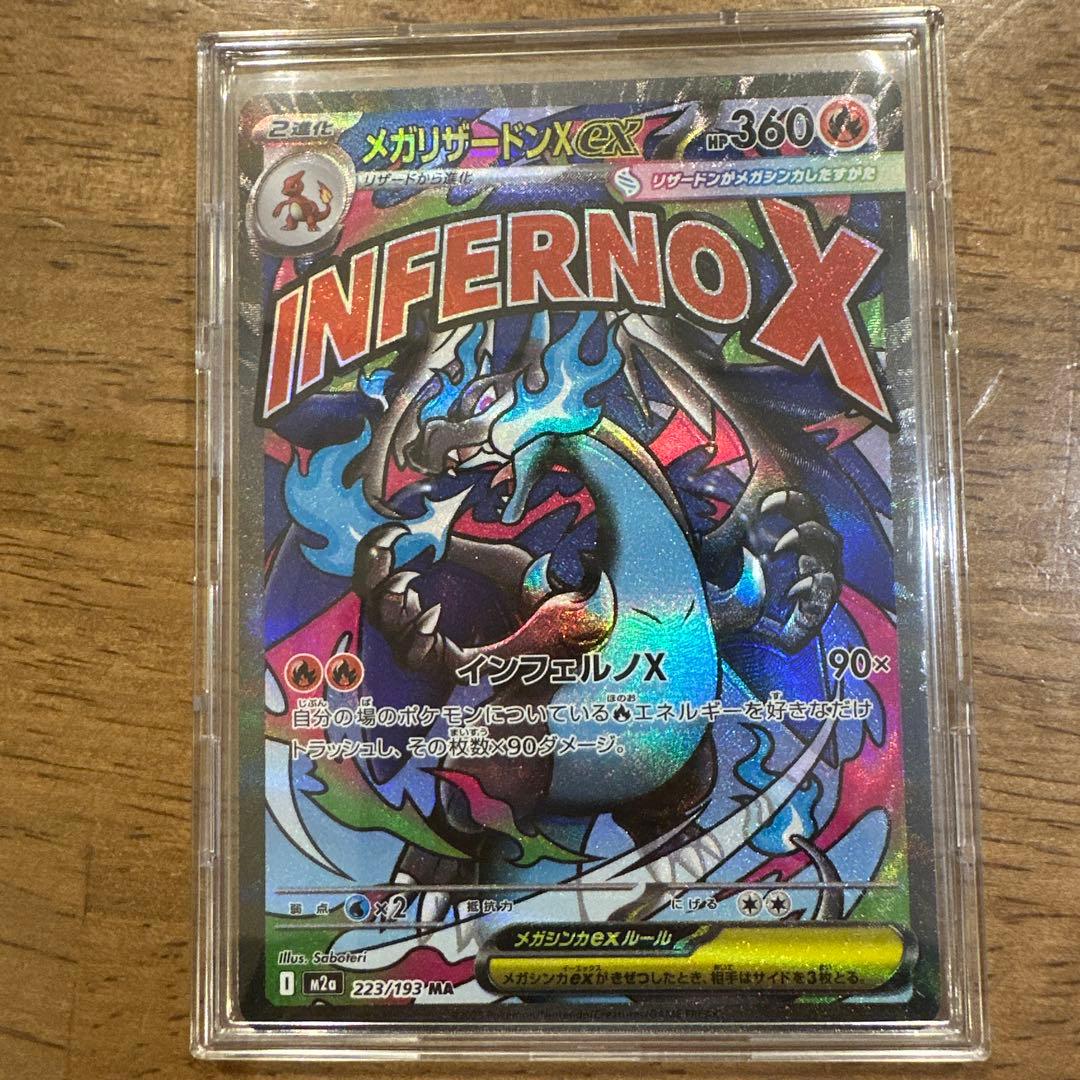 2進化
メガリザードンXex
HP360
リザードから進化
リザードンがメガシンカしたすがた
INFERNO X
インフェルノX 90×
自分の場のポケモンについているエネルギーを好きなだけ
トラッシュし、その枚数×90ダメージ。
弱点 ×2 抵抗力 にげる
メガシンカexルール
メガシンカexがきぜつしたとき、相手はサイドを3枚とる。
Illus. Saboteri
I m2a 223/193 MA
©2025 Pokémon/Nintendo/Creatures/GAME FREAK